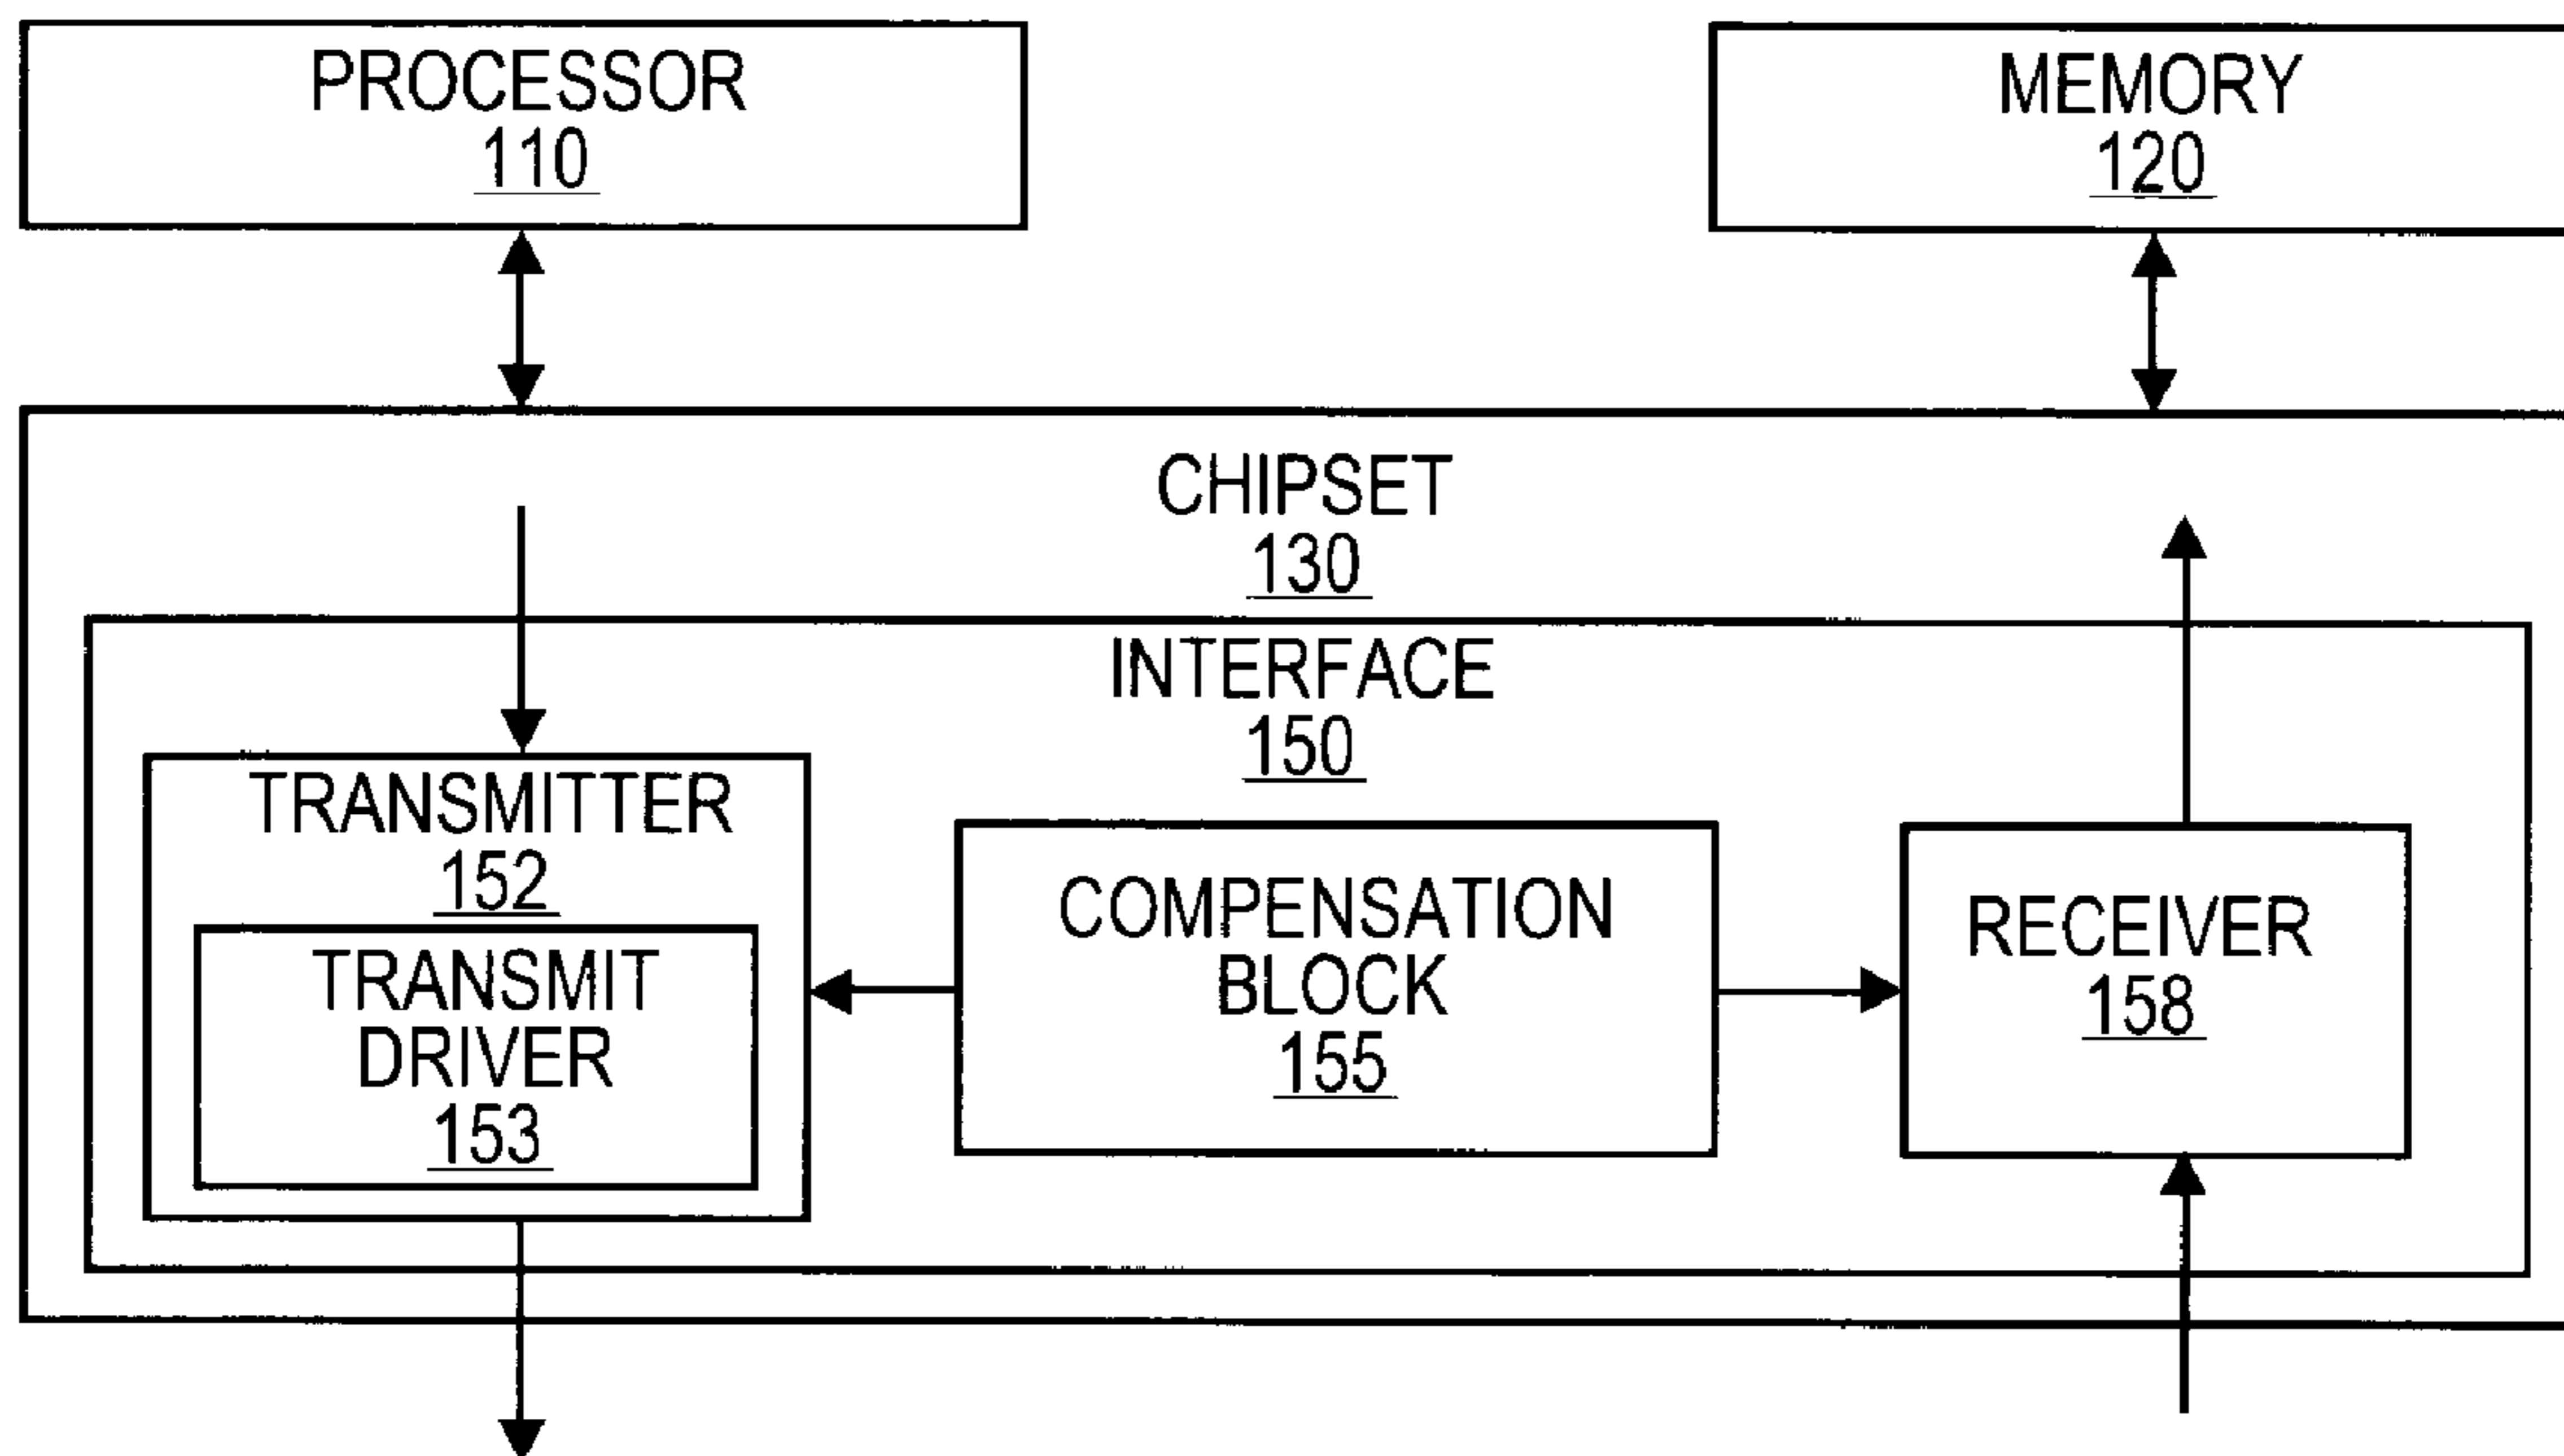 PROCESSOR
110
MEMORY
120
CHIPSET
130
INTERFACE
150
TRANSMITTER
152
TRANSMIT
DRIVER
153
COMPENSATION
BLOCK
155
RECEIVER
158